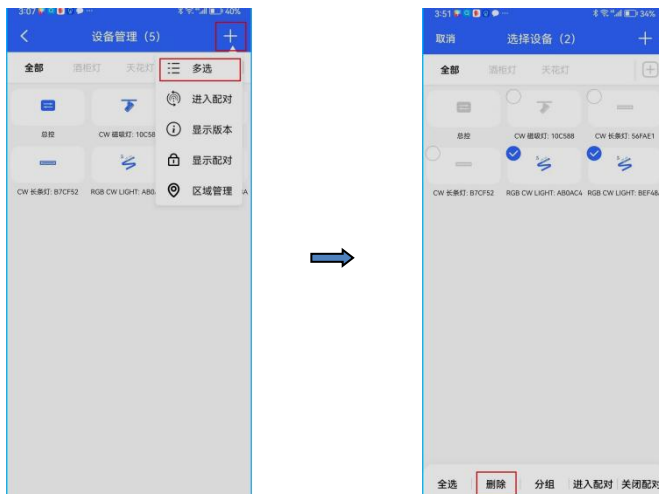 3:07
40%
设备管理（5）
全部
酒柜灯
天花灯
多选
总控
CW 磁吸灯: 10C58
进入配对
显示版本
显示配对
CW 长条灯: B7CF52
RGB CW LIGHT: AB0
区域管理
3:51
34%
取消
选择设备（2）
全部
酒柜灯
天花灯
总控
CW 磁吸灯: 10C588
CW 长条灯: 56FAE1
CW 长条灯: B7CF52
RGB CW LIGHT: AB0AC4
RGB CW LIGHT: BEF48
全选
删除
分组
进入配对
关闭配对